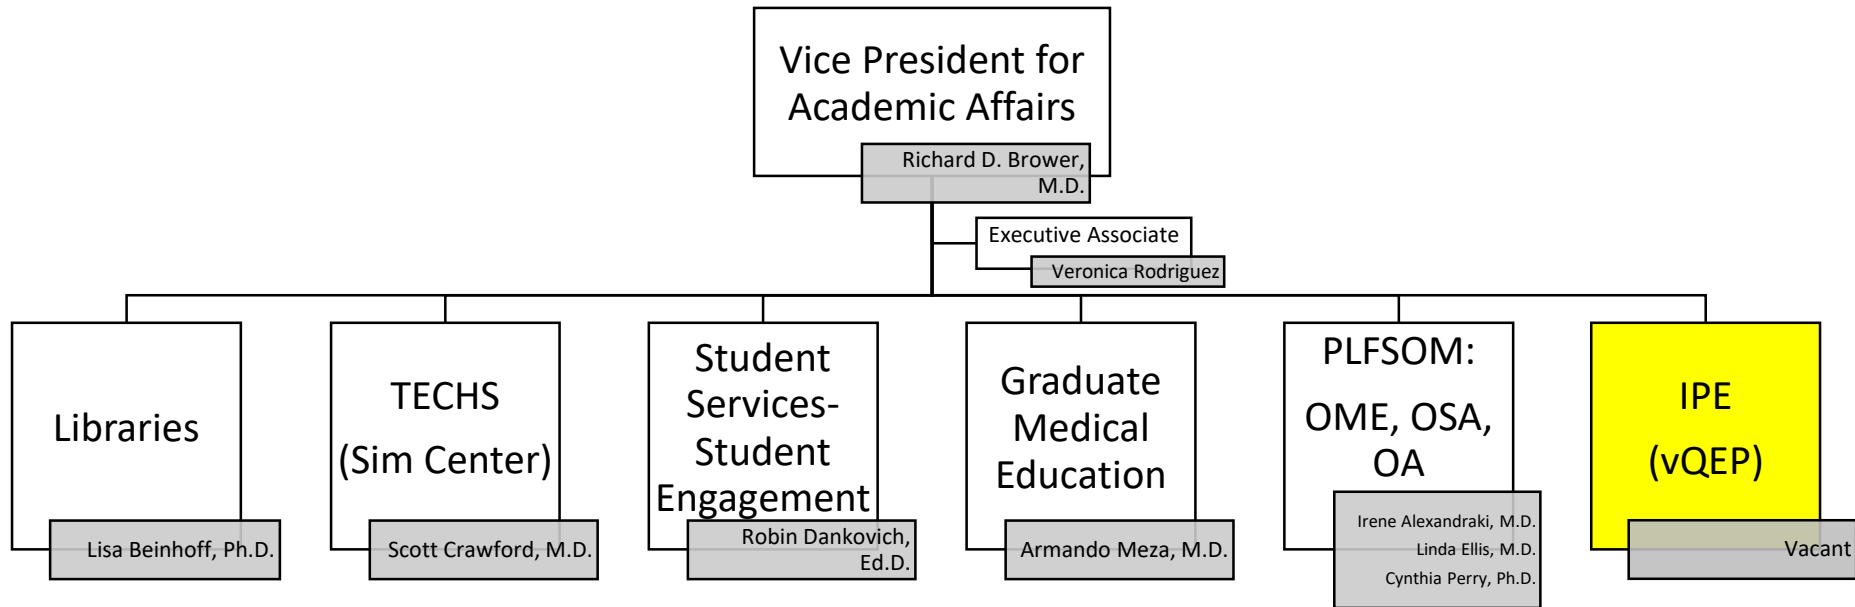 Vice President for
Academic Affairs
Richard D. Brower,
M.D.
Executive Associate
Veronica Rodriguez
Libraries
Lisa Beinhoff, Ph.D.
TECHS
(Sim Center)
Scott Crawford, M.D.
Student
Services-
Student
Engagement
Robin Dankovich,
Ed.D.
Graduate
Medical
Education
Armando Meza, M.D.
PLFSOM:
OME, OSA,
OA
Irene Alexandraki, M.D.
Linda Ellis, M.D.
Cynthia Perry, Ph.D.
IPE
(vQEP)
Vacant